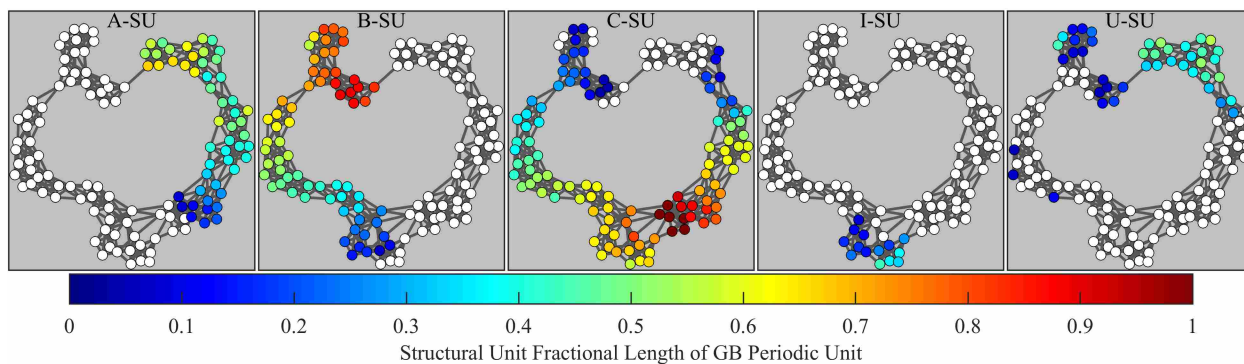 A-SU B-SU C-SU I-SU U-SU
0 0.1 0.2 0.3 0.4 0.5 0.6 0.7 0.8 0.9 1
Structural Unit Fractional Length of GB Periodic Unit